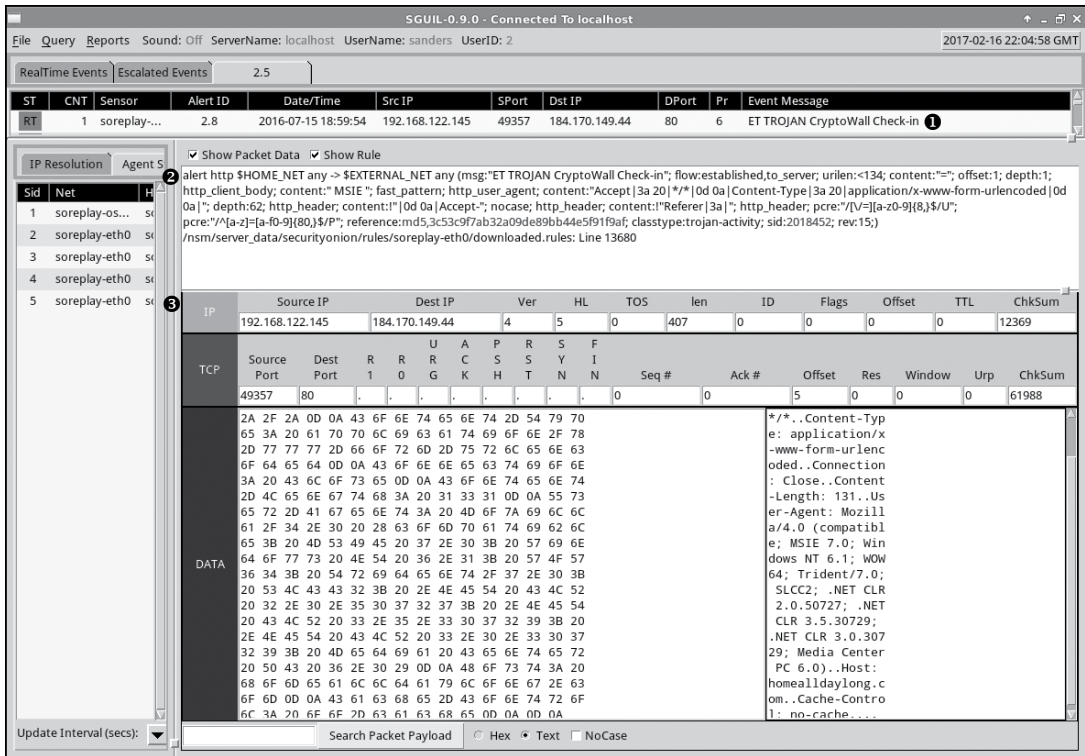 SGUIL-0.9.0 - Connected To localhost
File Query Reports Sound: Off ServerName: localhost UserName: sanders UserID: 2
2017-02-16 22:04:58 GMT
RealTime Events Escalated Events 2.5
ST CNT Sensor Alert ID Date/Time Src IP SPort Dst IP DPort Pr Event Message
RT 1 soreplay-... 2.8 2016-07-15 18:59:54 192.168.122.145 49357 184.170.149.44 80 6 ET TROJAN CryptoWall Check-in ❶
IP Resolution Agent S
Sid Net H
1 soreplay-os... so
2 soreplay-eth0 so
3 soreplay-eth0 so
4 soreplay-eth0 so
5 soreplay-eth0 so
Update Interval (secs):
Show Packet Data Show Rule
❷ alert http $HOME_NET any -> $EXTERNAL_NET any (msg:"ET TROJAN CryptoWall Check-in"; flow:established,to_server; urilen:<134; content:"="; offset:1; depth:1;
http_client_body; content:" MSIE "; fast_pattern; http_user_agent; content:"Accept|3a 20|*/*|0d 0a|Content-Type|3a 20|application/x-www-form-urlencoded|0d
0a|"; depth:62; http_header; content:!"|0d 0a|Accept-"; nocase; http_header; content:!"Referer|3a|"; http_header; pcre:"/[\/=][a-z0-9]{8,}$/U";
pcre:"/^[a-z]=[a-f0-9]{80,}$/P"; reference:md5,3c53c9f7ab32a09de89bb44e5f91f9af; classtype:trojan-activity; sid:2018452; rev:15;)
/nsm/server_data/securityonion/rules/soreplay-eth0/downloaded.rules: Line 13680
❸
IP
Source IP Dest IP Ver HL TOS len ID Flags Offset TTL ChkSum
192.168.122.145 184.170.149.44 4 5 0 407 0 0 0 0 12369
TCP
Source Port Dest Port R1 R0 URG ACK PSH RST SYN FIN Seq # Ack # Offset Res Window Urp ChkSum
49357 80 . . . . . . . . 0 0 5 0 0 0 61988
DATA
2A 2F 2A 0D 0A 43 6F 6E 74 65 6E 74 2D 54 79 70 */*..Content-Typ
65 3A 20 61 70 70 6C 69 63 61 74 69 6F 6E 2F 78 e: application/x
2D 77 77 77 2D 66 6F 72 6D 2D 75 72 6C 65 6E 63 -www-form-urlenc
6F 64 65 64 0D 0A 43 6F 6E 6E 65 63 74 69 6F 6E oded..Connection
3A 20 43 6C 6F 73 65 0D 0A 43 6F 6E 74 65 6E 74 : Close..Content
2D 4C 65 6E 67 74 68 3A 20 31 33 31 0D 0A 55 73 -Length: 131..Us
65 72 2D 41 67 65 6E 74 3A 20 4D 6F 7A 69 6C 6C er-Agent: Mozill
61 2F 34 2E 30 20 28 63 6F 6D 70 61 74 69 62 6C a/4.0 (compatibl
65 3B 20 4D 53 49 45 20 37 2E 30 3B 20 57 69 6E e; MSIE 7.0; Win
64 6F 77 73 20 4E 54 20 36 2E 31 3B 20 57 4F 57 dows NT 6.1; WOW
36 34 3B 20 54 72 69 64 65 6E 74 2F 37 2E 30 3B 64; Trident/7.0;
20 53 4C 43 43 32 3B 20 2E 4E 45 54 20 43 4C 52 SLCC2; .NET CLR
20 32 2E 30 2E 35 30 37 32 37 3B 20 2E 4E 45 54 2.0.50727; .NET
20 43 4C 52 20 33 2E 35 2E 33 30 37 32 39 3B 20 CLR 3.5.30729;
2E 4E 45 54 20 43 4C 52 20 33 2E 30 2E 33 30 37 .NET CLR 3.0.307
32 39 3B 20 4D 65 64 69 61 20 43 65 6E 74 65 72 29; Media Center
20 50 43 20 36 2E 30 29 0D 0A 48 6F 73 74 3A 20 PC 6.0)..Host:
68 6F 6D 65 61 6C 6C 64 61 79 6C 6F 6E 67 2E 63 homealldaylong.c
6F 6D 0D 0A 43 61 63 68 65 2D 43 6F 6E 74 72 6F om..Cache-Contro
6C 3A 20 6E 6F 2D 63 61 63 68 65 0D 0A 0D 0A l: no-cache....
Search Packet Payload Hex Text NoCase